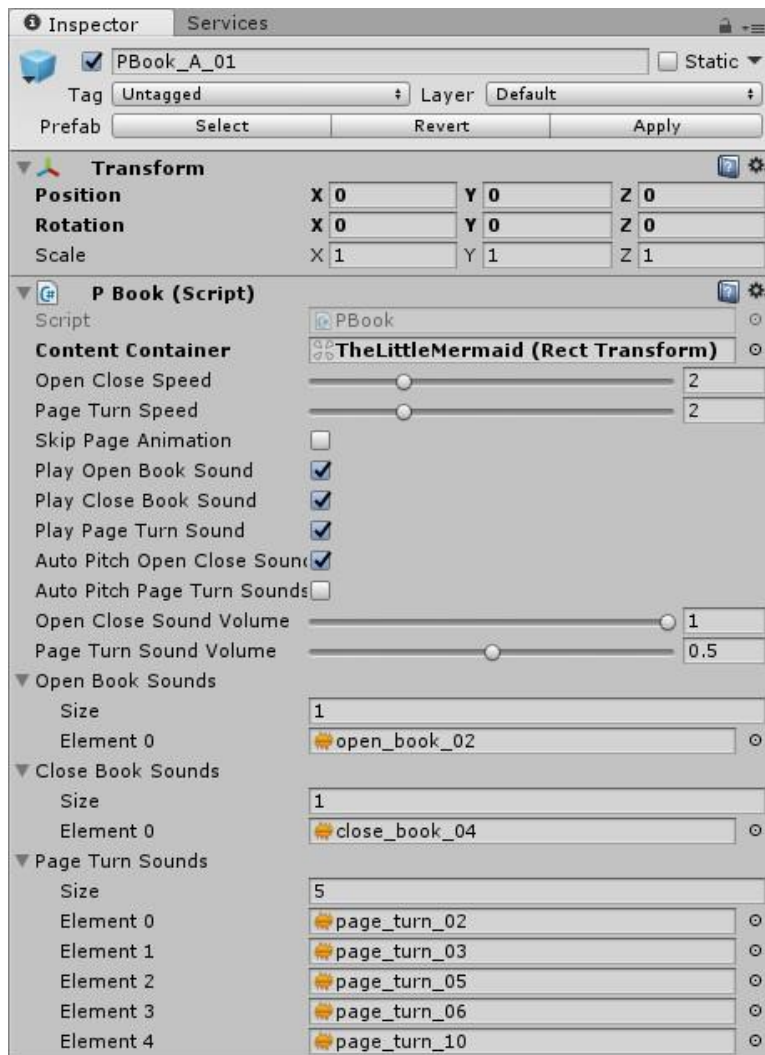 Inspector Services
PBook_A_01 Static
Tag Untagged Layer Default
Prefab Select Revert Apply
Transform
Position X 0 Y 0 Z 0
Rotation X 0 Y 0 Z 0
Scale X 1 Y 1 Z 1
P Book (Script)
Script PBook
Content Container TheLittleMermaid (Rect Transform)
Open Close Speed 2
Page Turn Speed 2
Skip Page Animation
Play Open Book Sound
Play Close Book Sound
Play Page Turn Sound
Auto Pitch Open Close Soun
Auto Pitch Page Turn Sounds
Open Close Sound Volume 1
Page Turn Sound Volume 0.5
Open Book Sounds
Size 1
Element 0 open_book_02
Close Book Sounds
Size 1
Element 0 close_book_04
Page Turn Sounds
Size 5
Element 0 page_turn_02
Element 1 page_turn_03
Element 2 page_turn_05
Element 3 page_turn_06
Element 4 page_turn_10